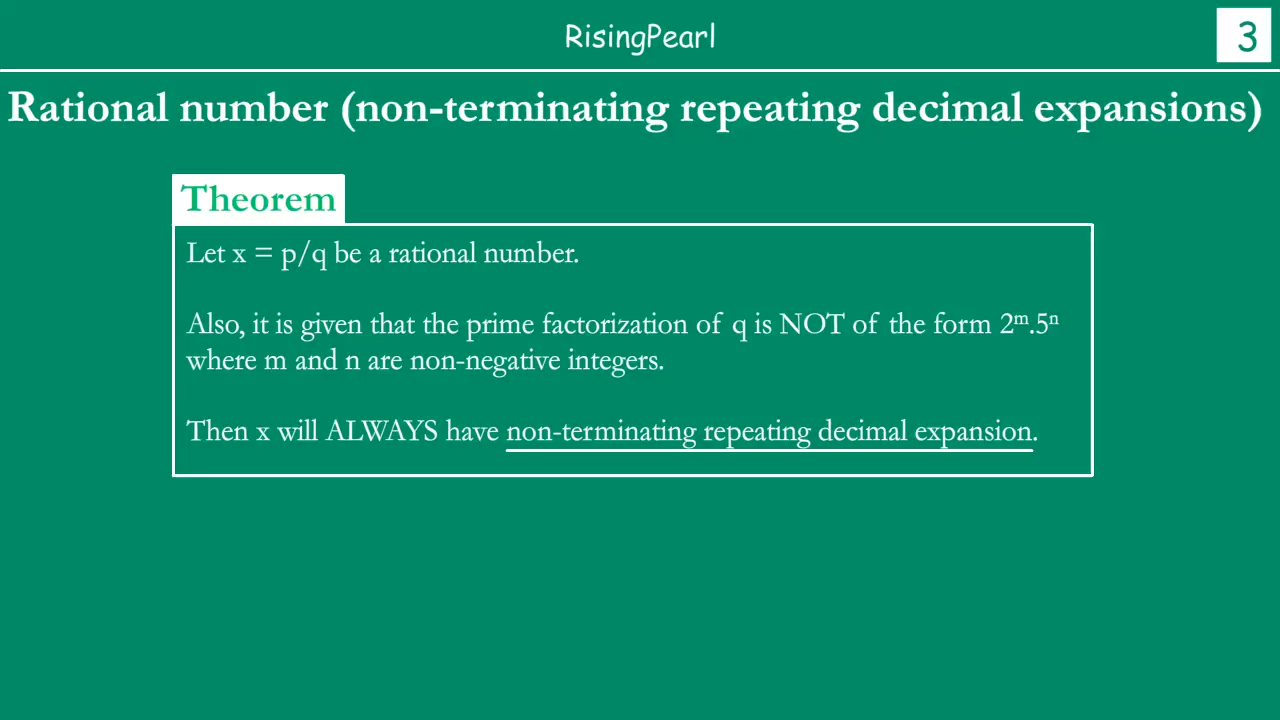 RisingPearl
3
Rational number (non-terminating repeating decimal expansions)
Theorem
Let x = p/q be a rational number.
Also, it is given that the prime factorization of q is NOT of the form 2ᵐ.5ⁿ
where m and n are non-negative integers.
Then x will ALWAYS have non-terminating repeating decimal expansion.